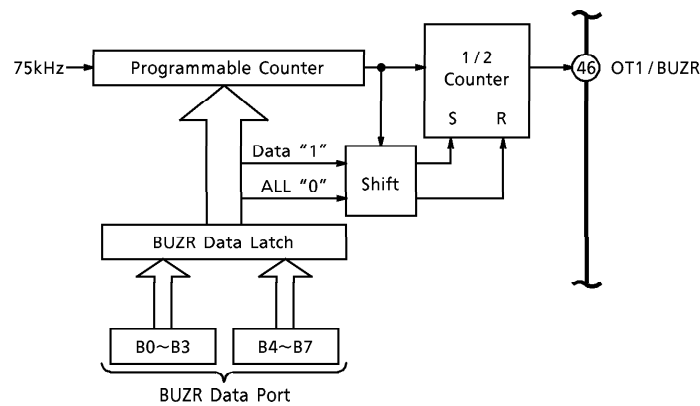 75kHz
Programmable Counter
1/2
Counter
S R
46
OT1/BUZR
Data “1”
ALL “0”
Shift
BUZR Data Latch
B0~B3
B4~B7
BUZR Data Port